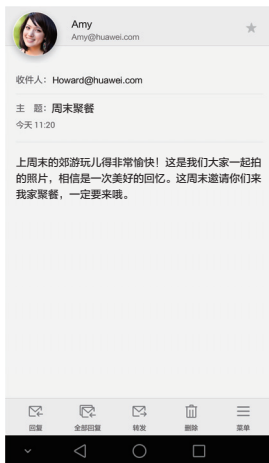 Amy
Amy@huawei.com
收件人：Howard@huawei.com
主 题：周末聚餐
今天 11:20
上周末的郊游玩儿得非常愉快！这是我们大家一起拍
的照片，相信是一次美好的回忆。这周末邀请你们来
我家聚餐，一定要来哦。
回复 全部回复 转发 删除 菜单